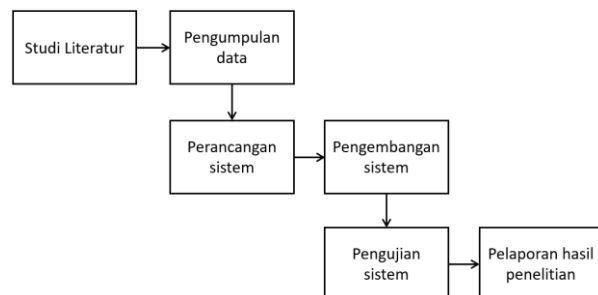 Studi Literatur
Pengumpulan
data
Perancangan
sistem
Pengembangan
sistem
Pengujian
sistem
Pelaporan hasil
penelitian